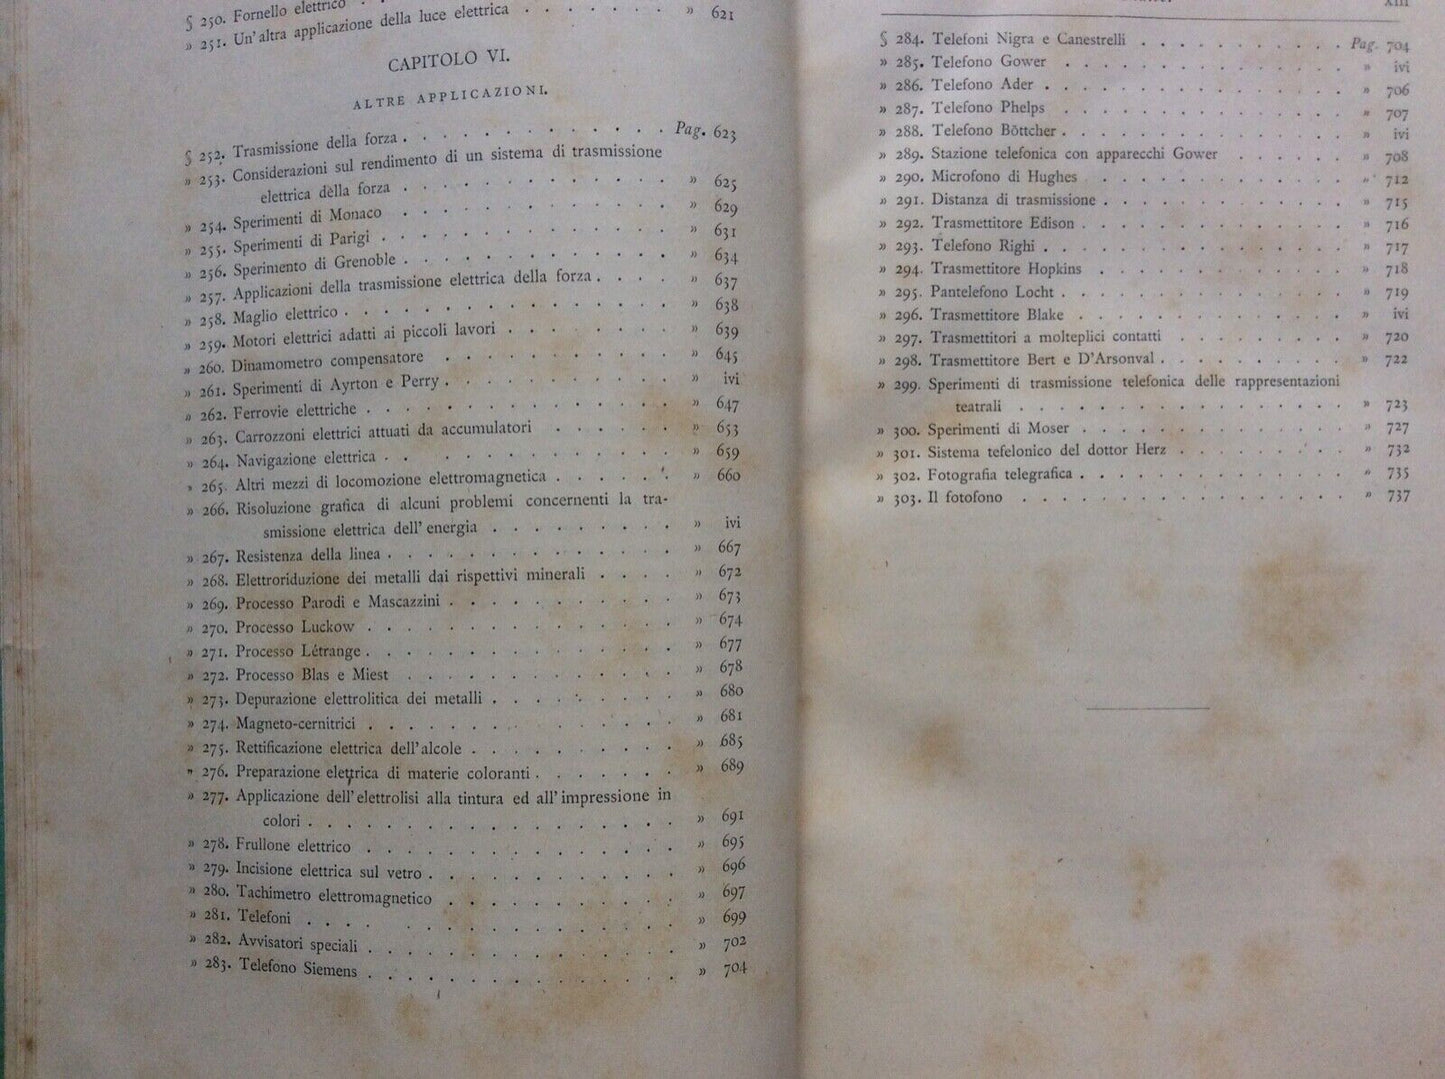 § 250. Fornello elettrico . .
» 251. Un' altra applicazione della luce elettrica . . . . . . . » 621
CAPITOLO VI.
ALTRE APPLICAZIONI.
§ 252. Trasmissione della forza . . . . . . . . . . . Pag. 623
» 253. Considerazioni sul rendimento di un sistema di trasmissione
elettrica della forza . . . . . . . . . . » 625
» 254. Sperimenti di Monaco . . . . . . . . . . » 629
» 255. Sperimenti di Parigi . . . . . . . . . . . » 631
» 256. Sperimento di Grenoble . . . . . . . . . . » 634
» 257. Applicazioni della trasmissione elettrica della forza . . . . » 637
» 258. Maglio elettrico . . . . . . . . . . . . » 638
» 259. Motori elettrici adatti ai piccoli lavori . . . . . . . » 639
» 260. Dinamometro compensatore . . . . . . . . . » 645
» 261. Sperimenti di Ayrton e Perry . . . . . . . . . » ivi
» 262. Ferrovie elettriche . . . . . . . . . . . . » 647
» 263. Carrozzoni elettrici attuati da accumulatori . . . . . » 653
» 264. Navigazione elettrica . . . . . . . . . . . » 659
» 265. Altri mezzi di locomozione elettromagnetica . . . . . . » 660
» 266. Risoluzione grafica di alcuni problemi concernenti la tra-
smissione elettrica dell' energia . . . . . . . . » ivi
» 267. Resistenza della linea . . . . . . . . . . . » 667
» 268. Elettroriduzione dei metalli dai rispettivi minerali . . . . » 672
» 269. Processo Parodi e Mascazzini . . . . . . . . . » 673
» 270. Processo Luckow . . . . . . . . . . . . » 674
» 271. Processo Létrange . . . . . . . . . . . . » 677
» 272. Processo Blas e Miest . . . . . . . . . . » 678
» 273. Depurazione elettrolitica dei metalli . . . . . . . . » 680
» 274. Magneto-cernitrici . . . . . . . . . . . . » 681
» 275. Rettificazione elettrica dell' alcole . . . . . . . . » 685
» 276. Preparazione elettrica di materie coloranti . . . . . . » 689
» 277. Applicazione dell' elettrolisi alla tintura ed all' impressione in
colori . . . . . . . . . . . . . . » 691
» 278. Frullone elettrico . . . . . . . . . . . . » 695
» 279. Incisione elettrica sul vetro . . . . . . . . . . » 696
» 280. Tachimetro elettromagnetico . . . . . . . . . » 697
» 281. Telefoni . . . . . . . . . . . . » 699
» 282. Avvisatori speciali . . . . . . . . . . . . » 702
» 283. Telefono Siemens . . . . . . . . . . . . » 704
XIII
§ 284. Telefoni Nigra e Canestrelli . . . . . . . . . Pag. 704
» 285. Telefono Gower . . . . . . . . . . . . » ivi
» 286. Telefono Ader . . . . . . . . . . . . . » 706
» 287. Telefono Phelps . . . . . . . . . . . . » 707
» 288. Telefono Böttcher . . . . . . . . . . . . » ivi
» 289. Stazione telefonica con apparecchi Gower . . . . . . » 708
» 290. Microfono di Hughes . . . . . . . . . . . » 712
» 291. Distanza di trasmissione . . . . . . . . . . . » 715
» 292. Trasmettitore Edison . . . . . . . . . . . » 716
» 293. Telefono Righi . . . . . . . . . . . . . » 717
» 294. Trasmettitore Hopkins . . . . . . . . . . » 718
» 295. Pantelefono Locht . . . . . . . . . . . . » 719
» 296. Trasmettitore Blake . . . . . . . . . . . » ivi
» 297. Trasmettitori a molteplici contatti . . . . . . . . » 720
» 298. Trasmettitore Bert e D'Arsonval . . . . . . . . » 722
» 299. Sperimenti di trasmissione telefonica delle rappresentazioni
teatrali . . . . . . . . . . . . . » 723
» 300. Sperimenti di Moser . . . . . . . . . . . » 727
» 301. Sistema tefelonico del dottor Herz . . . . . . . » 732
» 302. Fotografia telegrafica . . . . . . . . . . . » 735
» 303. Il fotofono . . . . . . . . . . . . . » 737